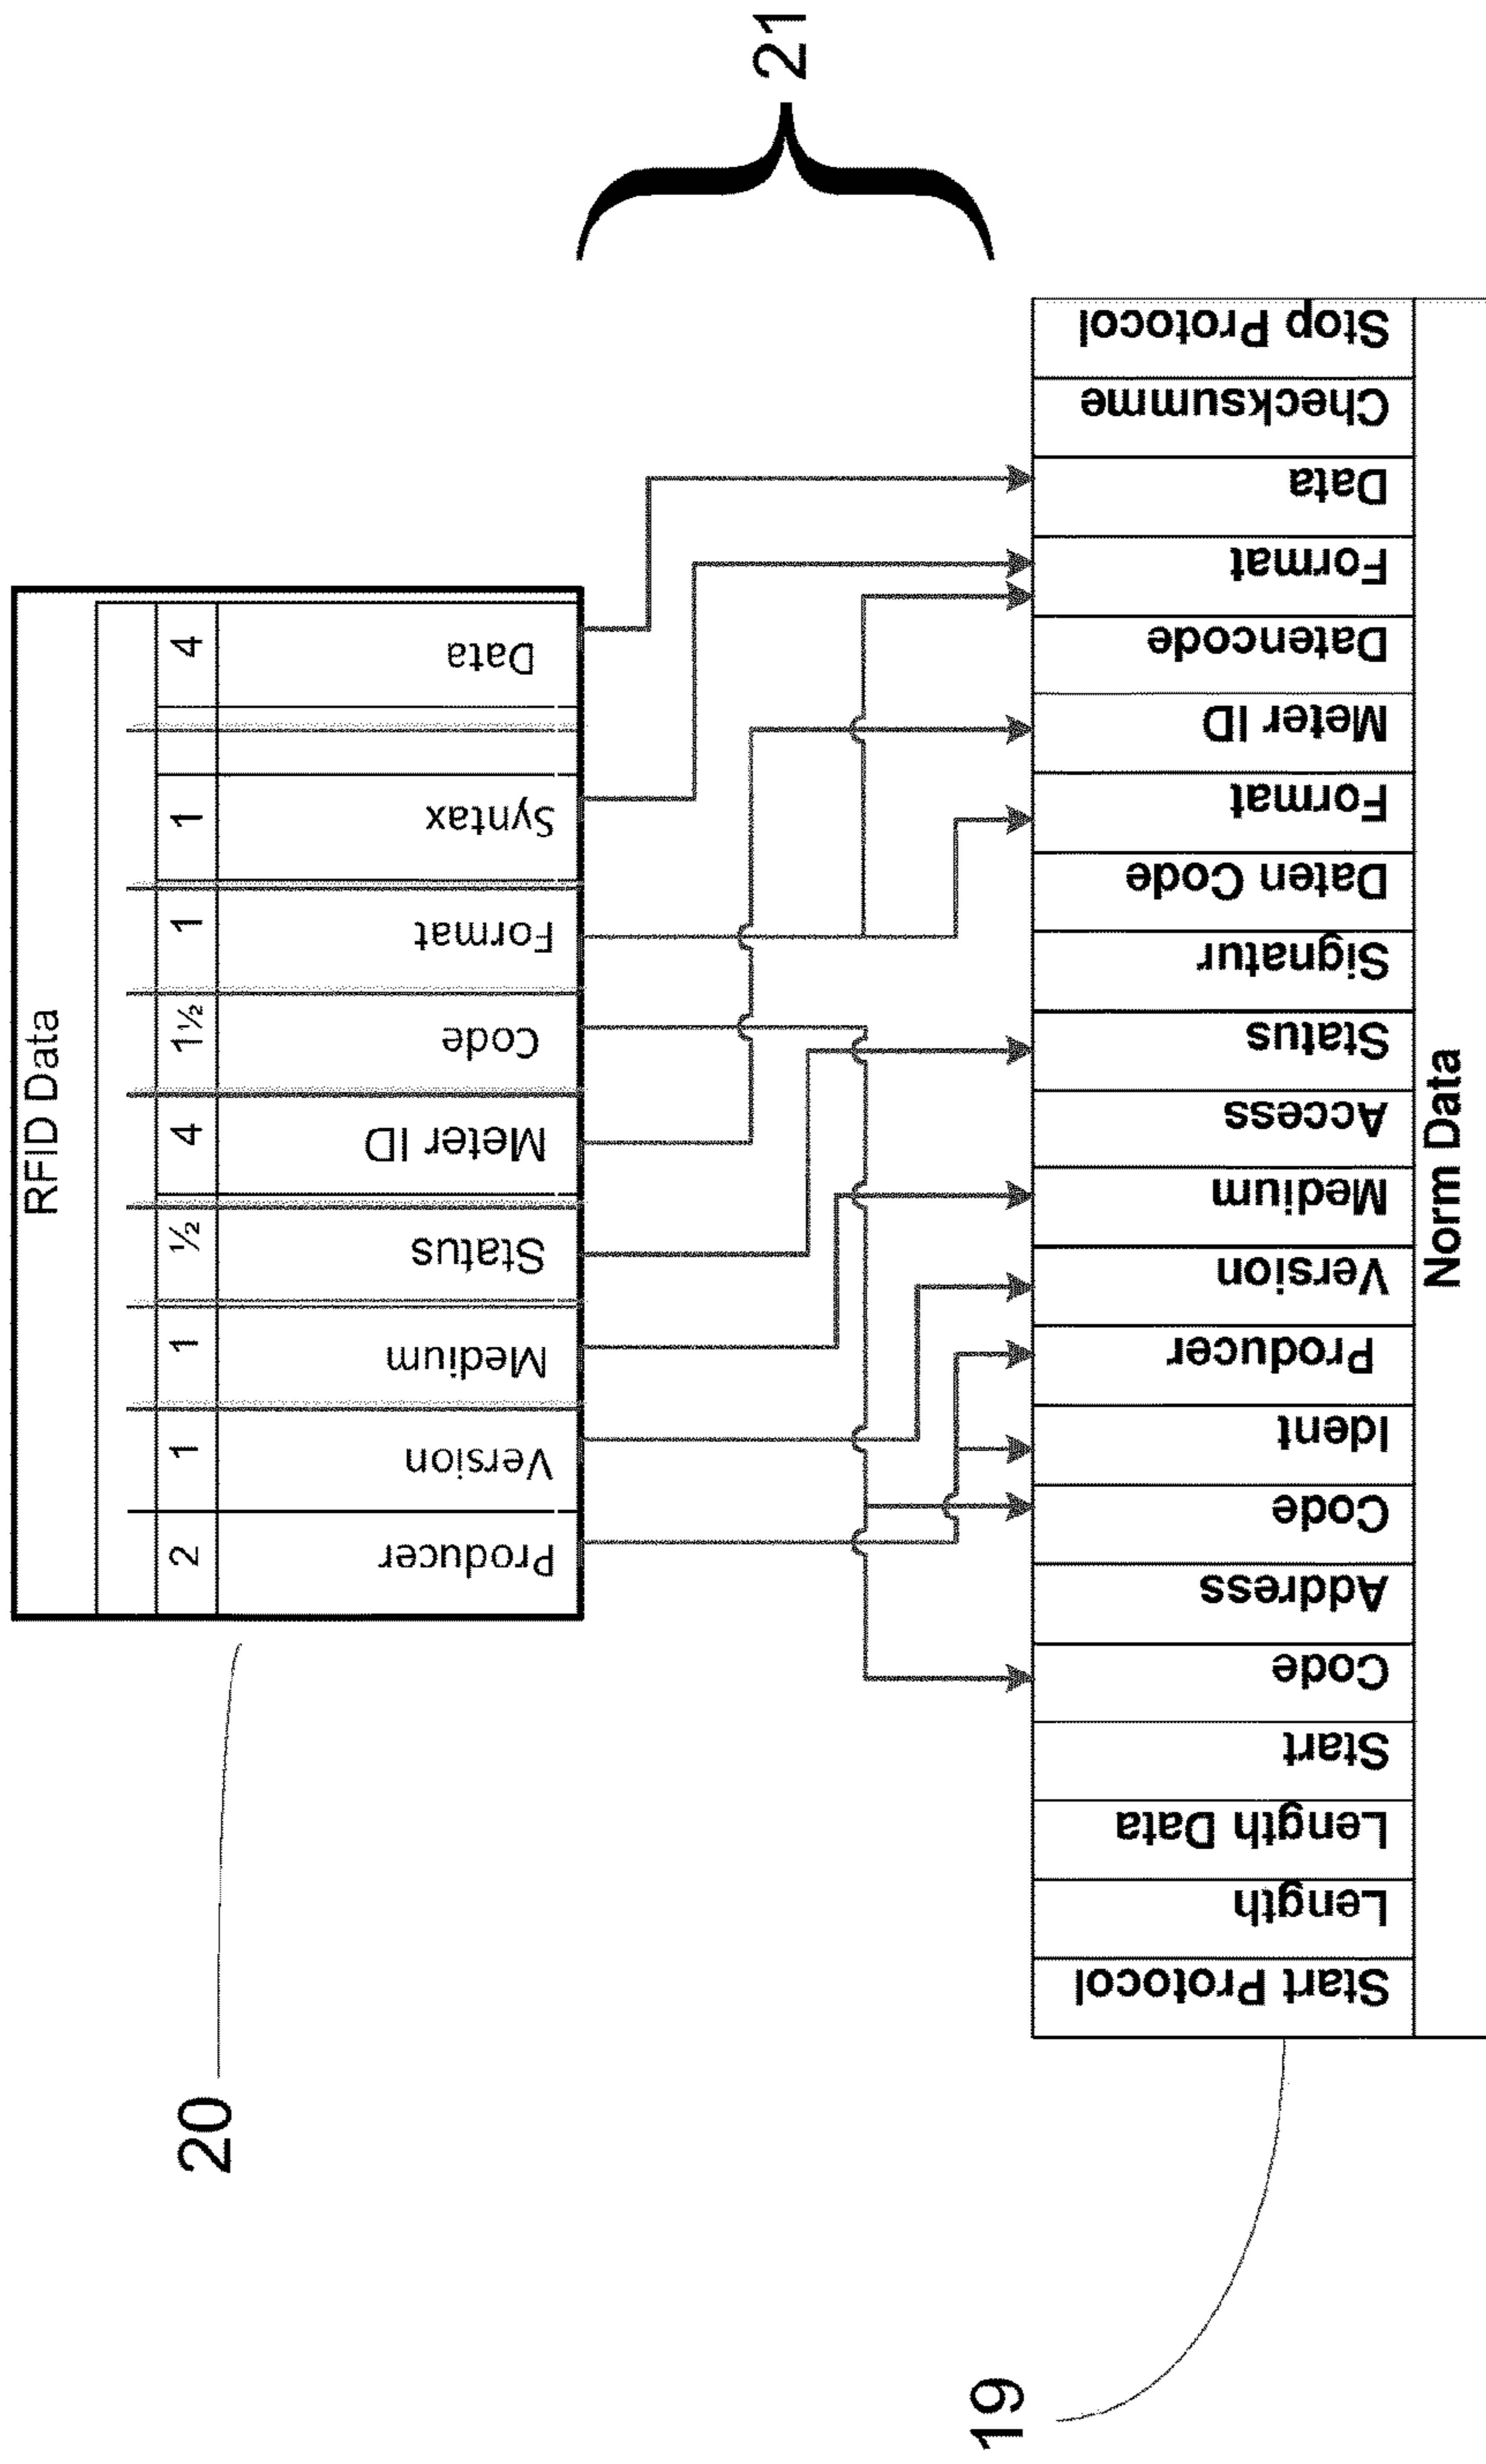 RFID Data
2
1
1
½
4
1½
1
1
4
Producer
Version
Medium
Status
Meter ID
Code
Format
Syntax
Data
20
21
19
Start Protocol
Length
Length Data
Start
Code
Address
Code
Ident
Producer
Version
Medium
Access
Status
Signatur
Daten Code
Format
Meter ID
Datencode
Format
Data
Checksumme
Stop Protocol
Norm Data